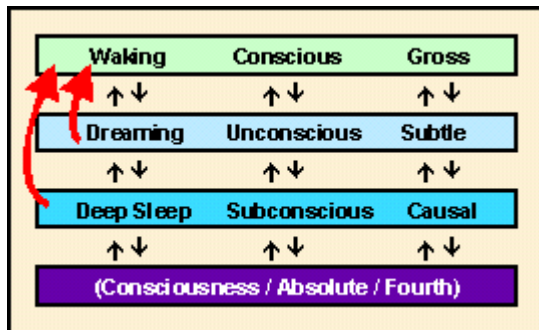 Waking Conscious Gross
Dreaming Unconscious Subtle
Deep Sleep Subconscious Causal
(Consciousness / Absolute / Fourth)